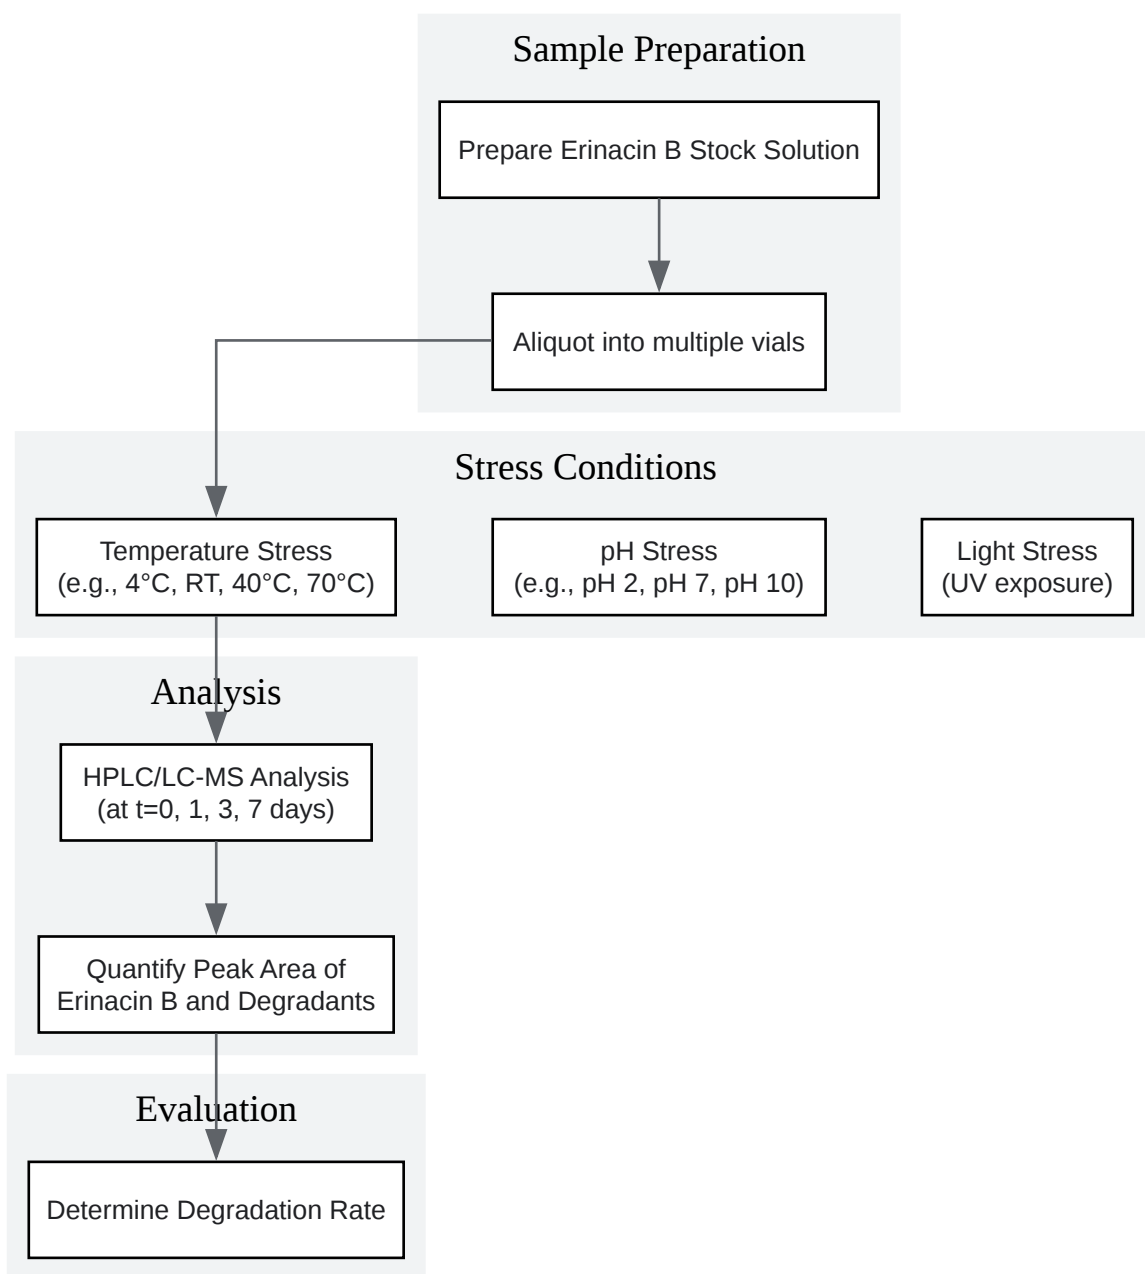 Sample Preparation
Prepare Erinacin B Stock Solution
Aliquot into multiple vials
Stress Conditions
Temperature Stress
(e.g., 4°C, RT, 40°C, 70°C)
pH Stress
(e.g., pH 2, pH 7, pH 10)
Light Stress
(UV exposure)
Analysis
HPLC/LC-MS Analysis
(at t=0, 1, 3, 7 days)
Quantify Peak Area of
Erinacin B and Degradants
Evaluation
Determine Degradation Rate